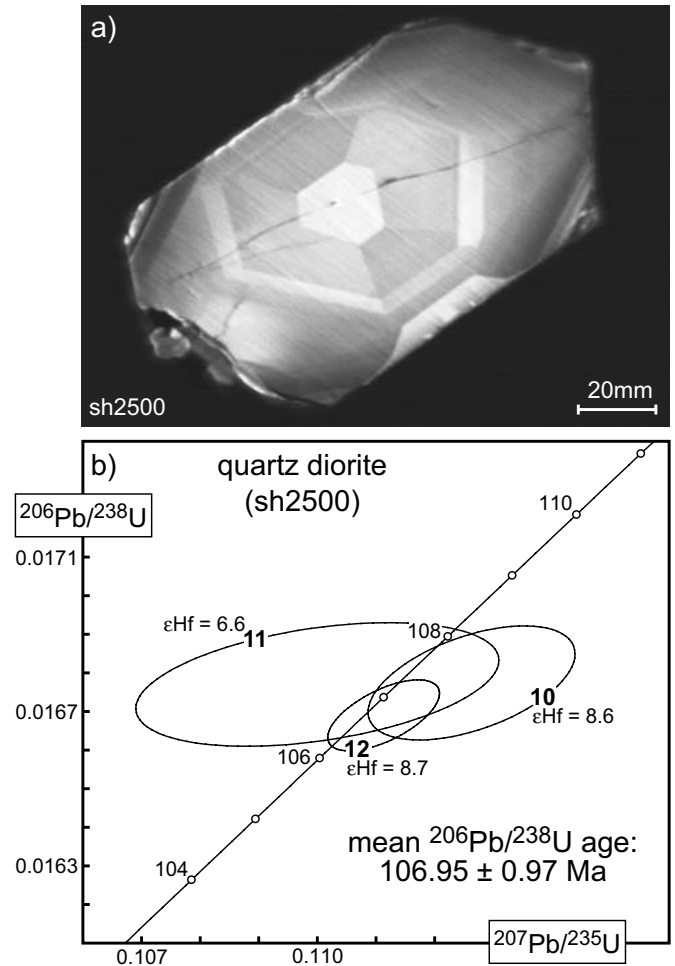 a)
sh2500
20mm
b)
quartz diorite
(sh2500)
²⁰⁶Pb/²³⁸U
110
0.0171
εHf = 6.6
11
108
0.0167
10
εHf = 8.6
12
106
εHf = 8.7
mean ²⁰⁶Pb/²³⁸U age:
106.95 ± 0.97 Ma
104
0.0163
²⁰⁷Pb/²³⁵U
0.107
0.110